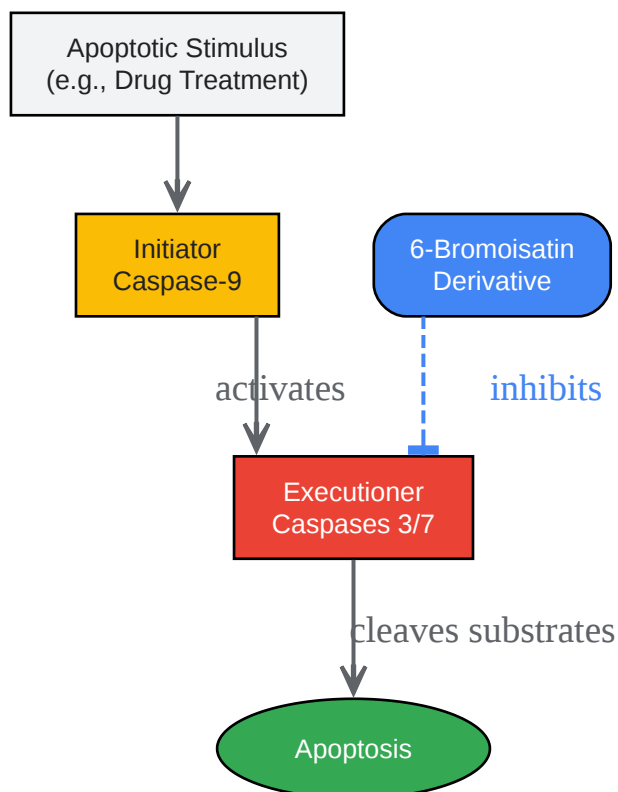 Apoptotic Stimulus
(e.g., Drug Treatment)
Initiator
Caspase-9
6-Bromoisatin
Derivative
activates
inhibits
Executioner
Caspases 3/7
cleaves substrates
Apoptosis